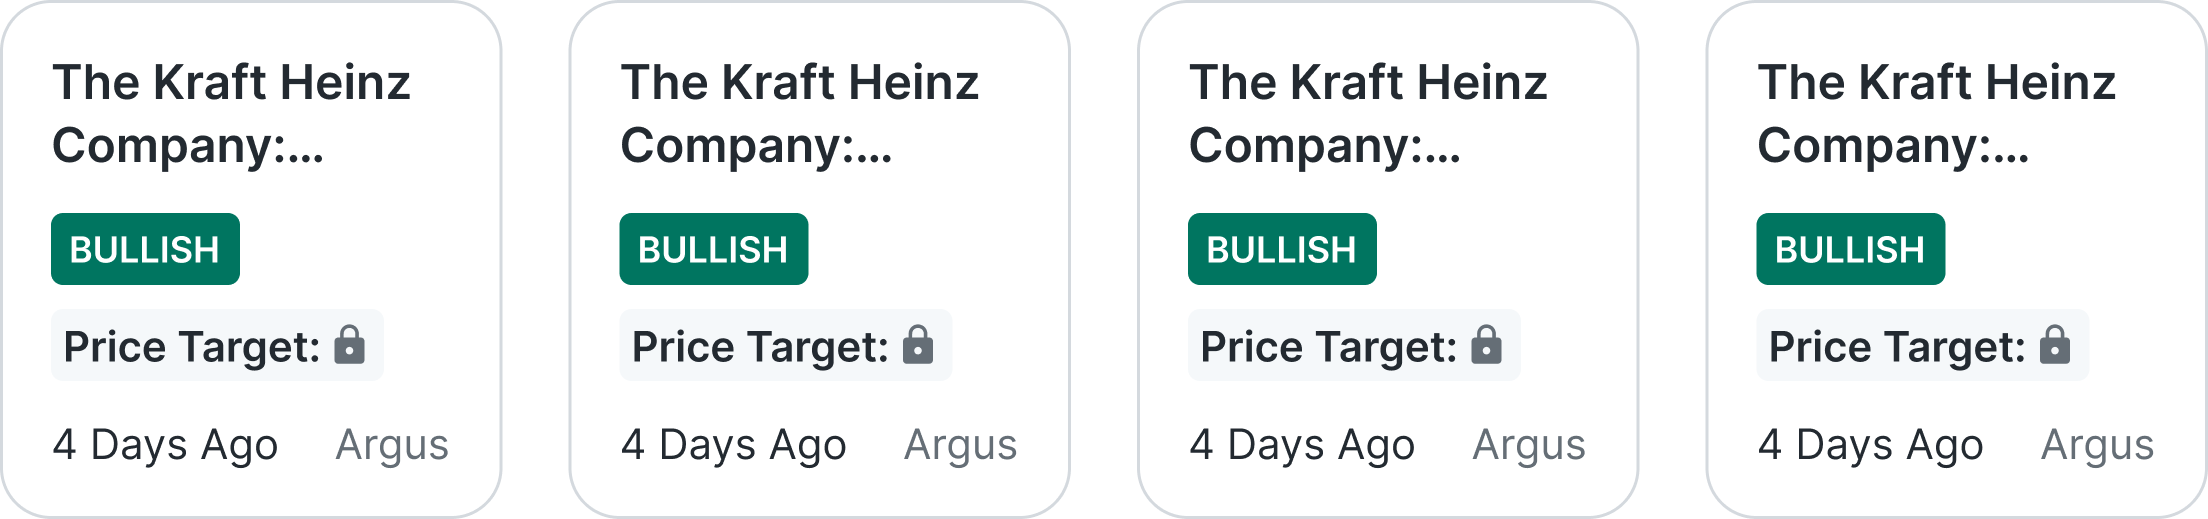 The Kraft Heinz
Company:...
BULLISH
Price Target:
4 Days Ago Argus
The Kraft Heinz
Company:...
BULLISH
Price Target:
4 Days Ago Argus
The Kraft Heinz
Company:...
BULLISH
Price Target:
4 Days Ago Argus
The Kraft Heinz
Company:...
BULLISH
Price Target:
4 Days Ago Argus